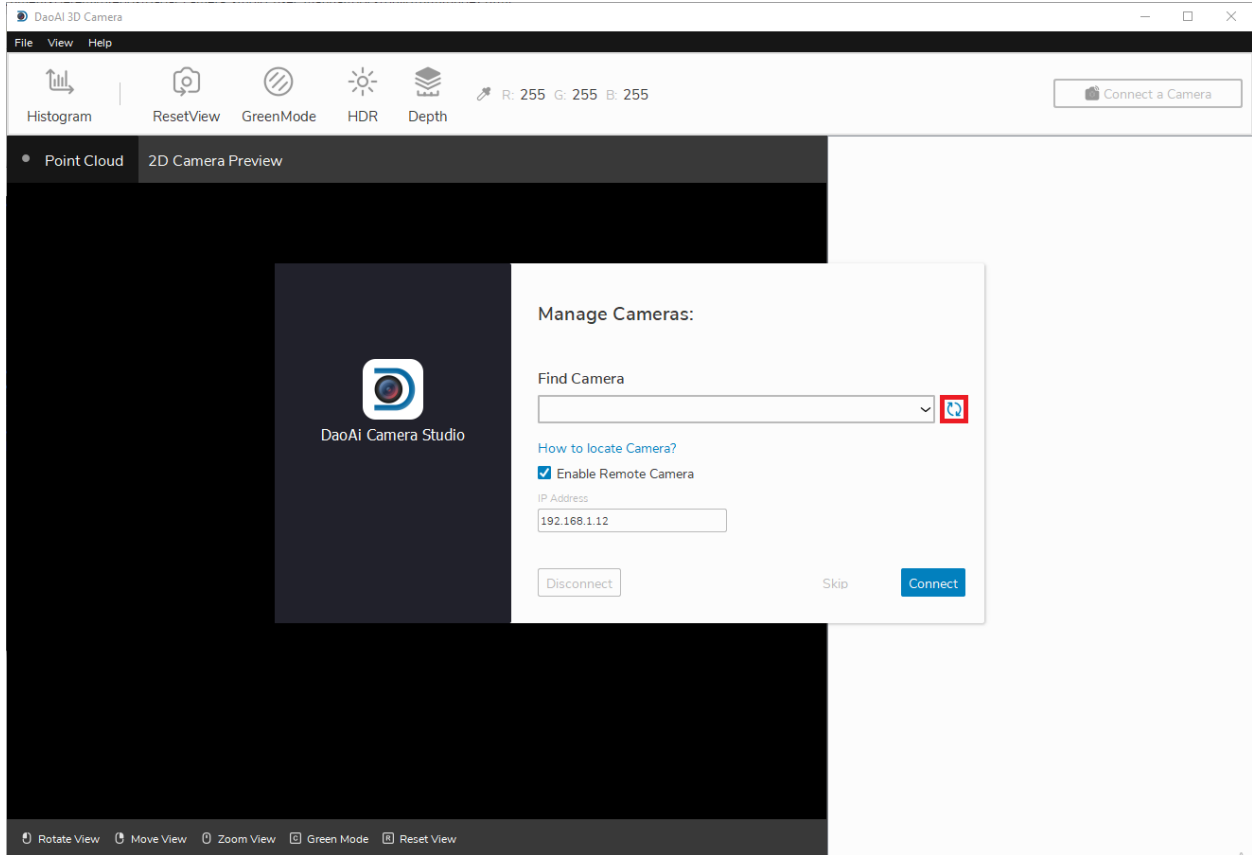 DaoAI 3D Camera
File View Help
Histogram ResetView GreenMode HDR Depth R: 255 G: 255 B: 255 Connect a Camera
Point Cloud 2D Camera Preview
Manage Cameras:
Find Camera
DaoAi Camera Studio
How to locate Camera?
Enable Remote Camera
IP Address
192.168.1.12
Disconnect Skip Connect
Rotate View Move View Zoom View C Green Mode R Reset View